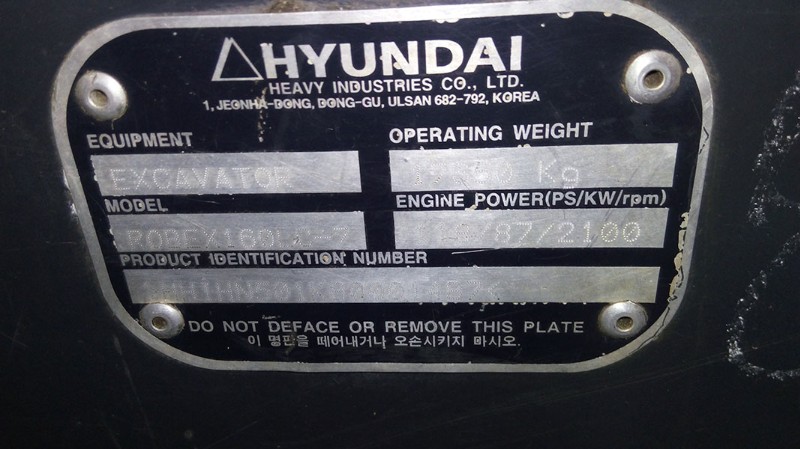 HYUNDAI
HEAVY INDUSTRIES CO., LTD.
1, JEONHA-DONG, DONG-GU, ULSAN 682-792, KOREA
EQUIPMENT
OPERATING WEIGHT
EXCAVATOR
Kg
MODEL
ENGINE POWER(PS/KW/rpm)
/87/2100
PRODUCT IDENTIFICATION NUMBER
DO NOT DEFACE OR REMOVE THIS PLATE
이 명판을 떼어내거나 오손시키지 마시오.